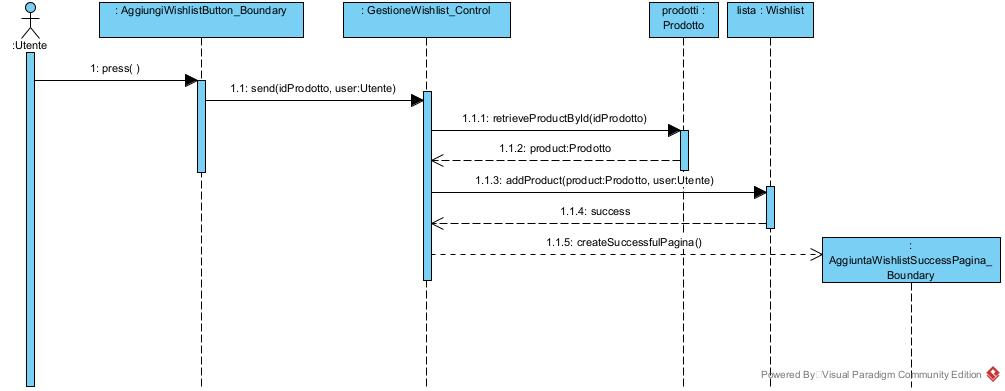 :Utente
: AggiungiWishlistButton_Boundary
: GestioneWishlist_Control
prodotti :
Prodotto
lista : Wishlist
1: press( )
1.1: send(idProdotto, user:Utente)
1.1.1: retrieveProductById(idProdotto)
1.1.2: product:Prodotto
1.1.3: addProduct(product:Prodotto, user:Utente)
1.1.4: success
1.1.5: createSuccessfulPagina()
:
AggiuntaWishlistSuccessPagina_
Boundary
Powered By Visual Paradigm Community Edition